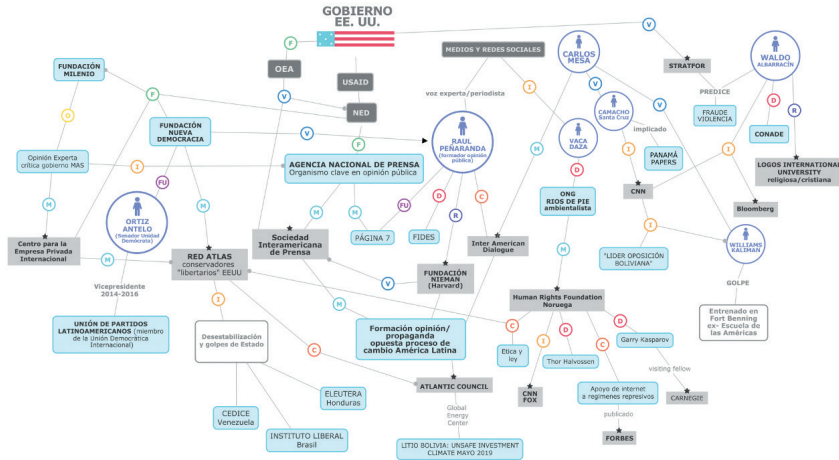 GOBIERNO
EE. UU.
F
V
OEA
USAID
NED
MEDIOS Y REDES SOCIALES
CARLOS
MESA
STRATFOR
WALDO
ALBARRACÍN
FUNDACIÓN
MILENIO
F
V
voz experta/periodista
I
V
V
PREDICE
D
R
FRAUDE
VIOLENCIA
CONADE
CAMACHO
Santa Cruz
implicado
PANAMÁ
PAPERS
O
FUNDACIÓN
NUEVA
DEMOCRACIA
V
F
RAUL
PEÑARANDA
(formador opinión
pública)
VACA
DAZA
M
I
I
LOGOS INTERNATIONAL
UNIVERSITY
religiosa/cristiana
Opinión Experta
crítica gobierno MAS
I
AGENCIA NACIONAL DE PRENSA
Organismo clave en opinión pública
CNN
Bloomberg
FU
D
M
ORTIZ
ANTELO
(Senador Unidad
Demócrata)
M
M
M
FU
D
R
C
ONG
RIOS DE PIE
ambientalista
I
Centro para la
Empresa Privada
Internacional
M
RED ATLAS
conservadores
"libertarios" EEUU
Sociedad
Interamericana
de Prensa
PÁGINA 7
FIDES
Inter American
Dialogue
M
"LIDER OPOSICIÓN
BOLIVIANA"
WILLIAMS
KALIMAN
V
FUNDACIÓN
NIEMAN
(Harvard)
GOLPE
Vicepresidente
2014-2016
I
M
Human Rights Foundation
Noruega
Entrenado en
Fort Benning
ex- Escuela de
las Américas
UNIÓN DE PARTIDOS
LATINOAMERICANOS (miembro
de la Unión Democrática
Internacional)
Desestabilización
y golpes de Estado
Formación opinión/
propaganda
opuesta proceso de
cambio América Latina
C
I
D
C
D
Etica y
ley
Thor Halvossen
Garry Kasparov
C
visiting fellow
ELEUTERA
Honduras
ATLANTIC COUNCIL
CNN
FOX
Apoyo de internet
a regimenes represivos
CARNEGIE
CEDICE
Venezuela
Global
Energy
Center
publicado
INSTITUTO LIBERAL
Brasil
LITIO BOLIVIA: UNSAFE INVESTMENT
CLIMATE MAYO 2019
FORBES